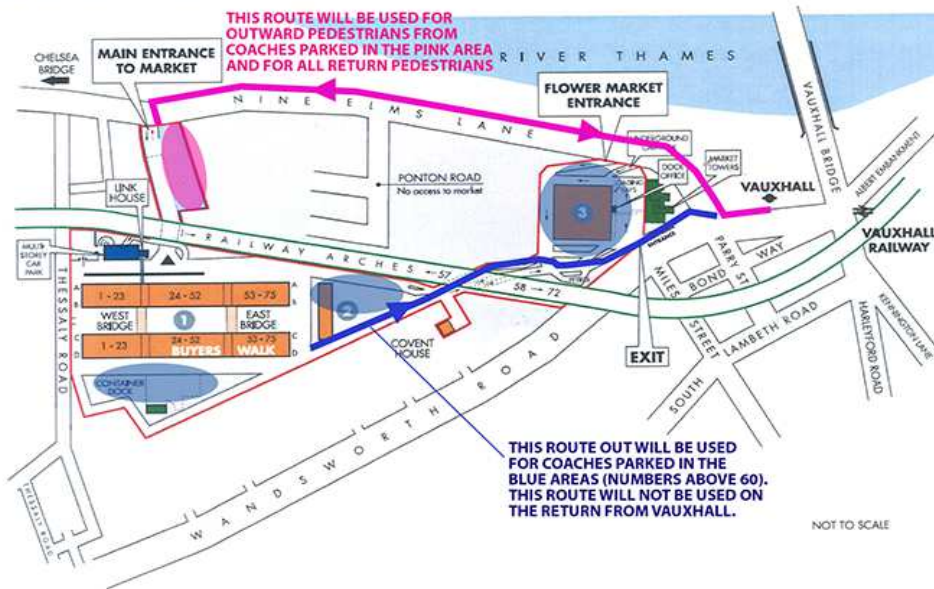 THIS ROUTE WILL BE USED FOR
OUTWARD PEDESTRIANS FROM
COACHES PARKED IN THE PINK AREA
AND FOR ALL RETURN PEDESTRIANS
CHELSEA
BRIDGE
MAIN ENTRANCE
TO MARKET
RIVER THAMES
NINE ELMS LANE
FLOWER MARKET
ENTRANCE
VAUXHALL BRIDGE
ALBERT EMBANKMENT
UNDERGROUND
DOCK
OFFICE
MARKET
TOWERS
PONTON ROAD
No access to market
LINK
HOUSE
3
VAUXHALL
VAUXHALL
RAILWAY
ENTRANCE
MULTI
STOREY
CAR
PARK
RAILWAY ARCHES ←57
58 → 72
THESSALY ROAD
A
B
1 - 23
24 - 52
53 - 75
A
B
WEST
BRIDGE
1
EAST
BRIDGE
2
C
D
1 - 23
24 - 52
53 - 75
C
D
BUYERS WALK
COVENT
HOUSE
CONTAINER
DOCK
EXIT
MILES
STREET
PARRY ST
BOND WAY
SOUTH LAMBETH ROAD
HARLEYFORD ROAD
KENNINGTON LANE
WANDSWORTH ROAD
THESSALY ROAD
THIS ROUTE OUT WILL BE USED
FOR COACHES PARKED IN THE
BLUE AREAS (NUMBERS ABOVE 60).
THIS ROUTE WILL NOT BE USED ON
THE RETURN FROM VAUXHALL.
NOT TO SCALE